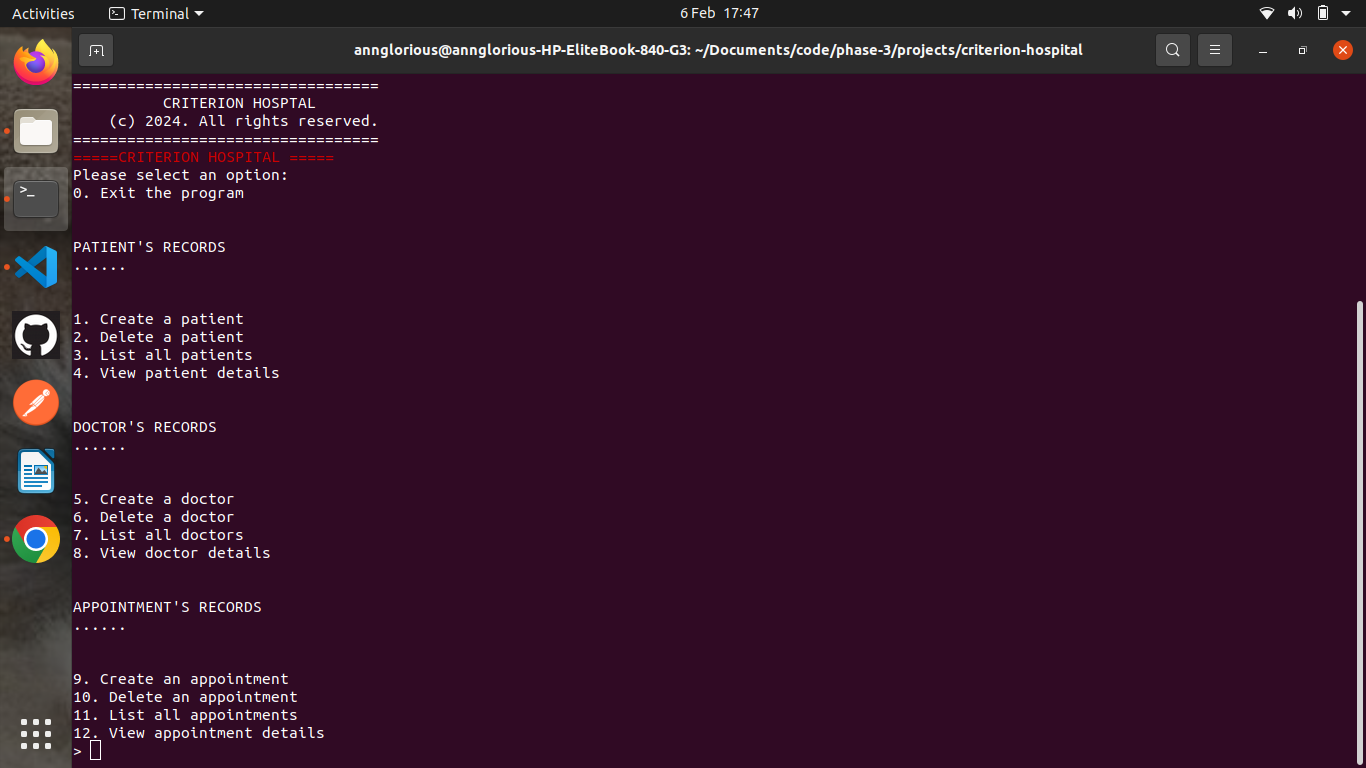 Activities
Terminal
6 Feb 17:47
annglorious@annglorious-HP-EliteBook-840-G3: ~/Documents/code/phase-3/projects/criterion-hospital
==================================
CRITERION HOSPTAL
(c) 2024. All rights reserved.
==================================
=====CRITERION HOSPITAL =====
Please select an option:
0. Exit the program
PATIENT'S RECORDS
......
1. Create a patient
2. Delete a patient
3. List all patients
4. View patient details
DOCTOR'S RECORDS
......
5. Create a doctor
6. Delete a doctor
7. List all doctors
8. View doctor details
APPOINTMENT'S RECORDS
......
9. Create an appointment
10. Delete an appointment
11. List all appointments
12. View appointment details
>